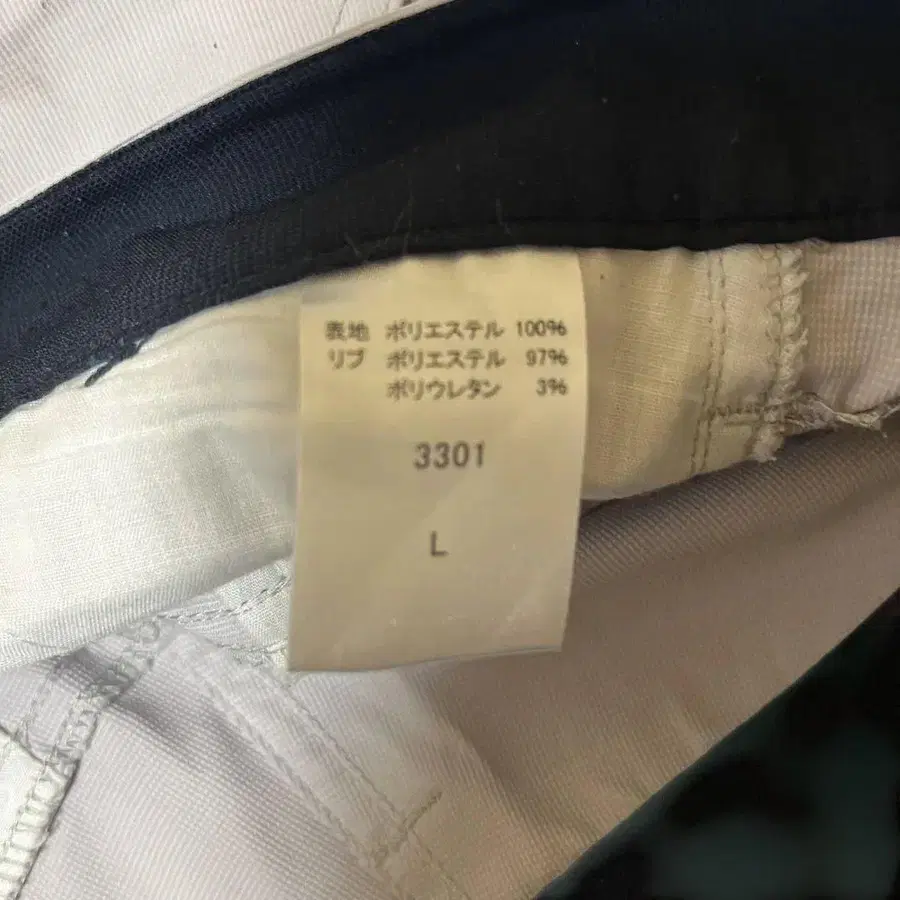 表地 ポリエステル 100%
リブ ポリエステル 97%
ポリウレタン 3%
3301
L